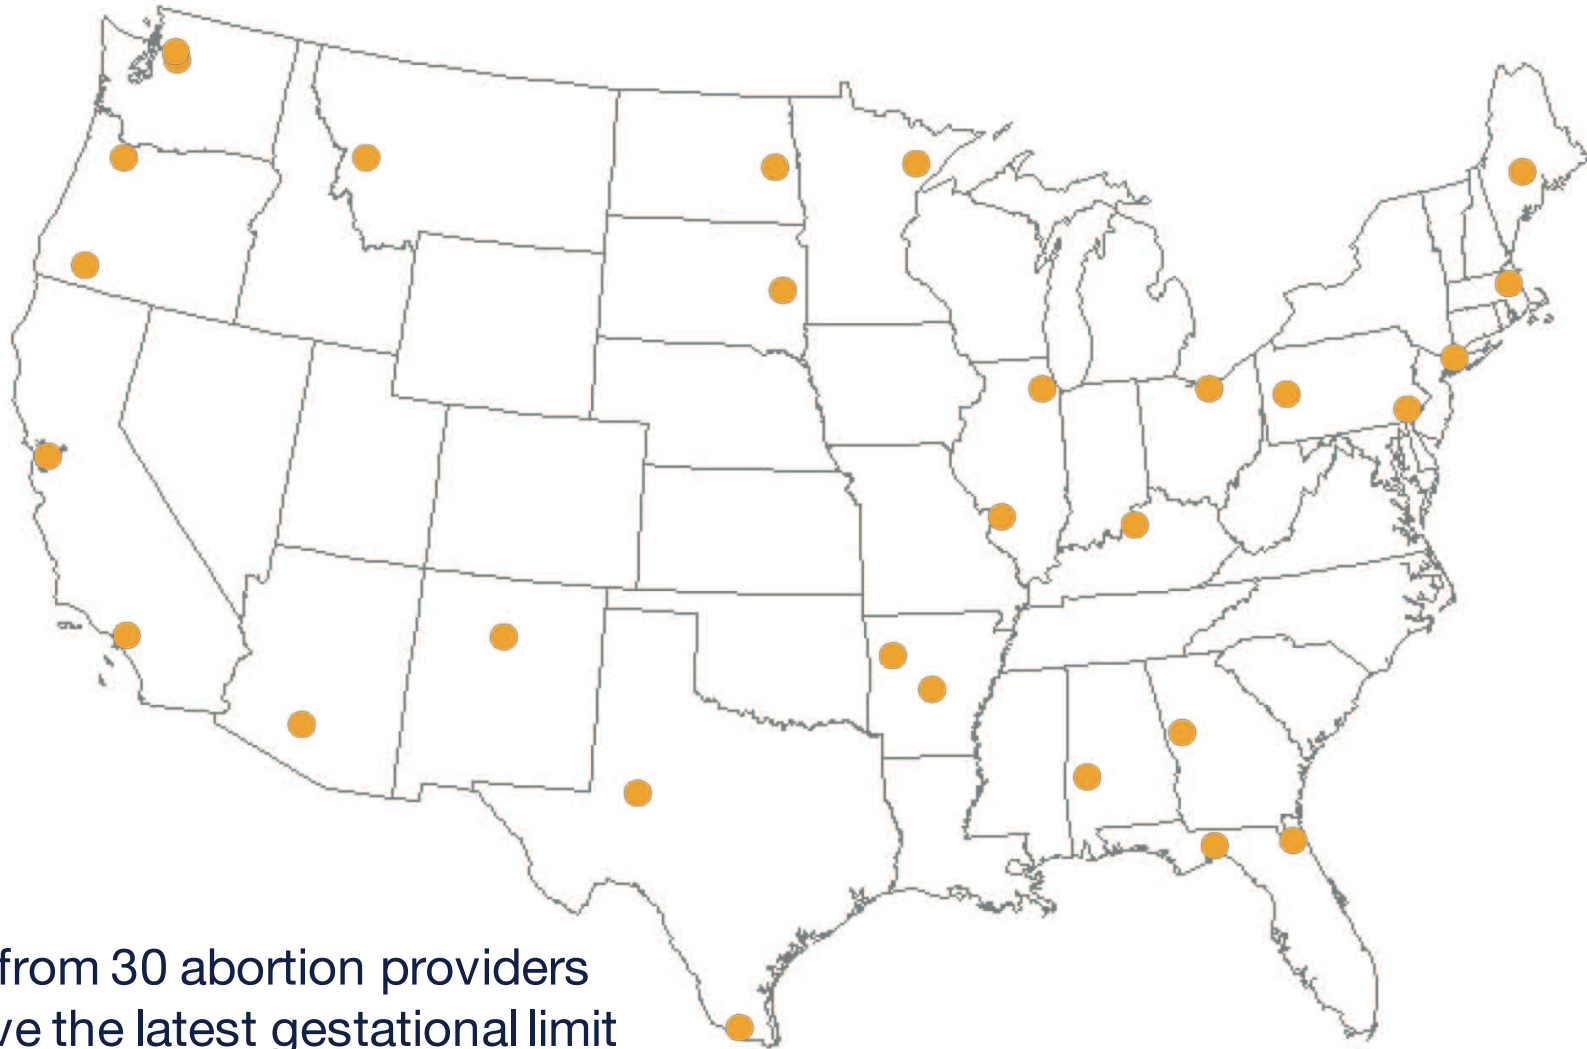 from 30 abortion providers
ve the latest gestational limit